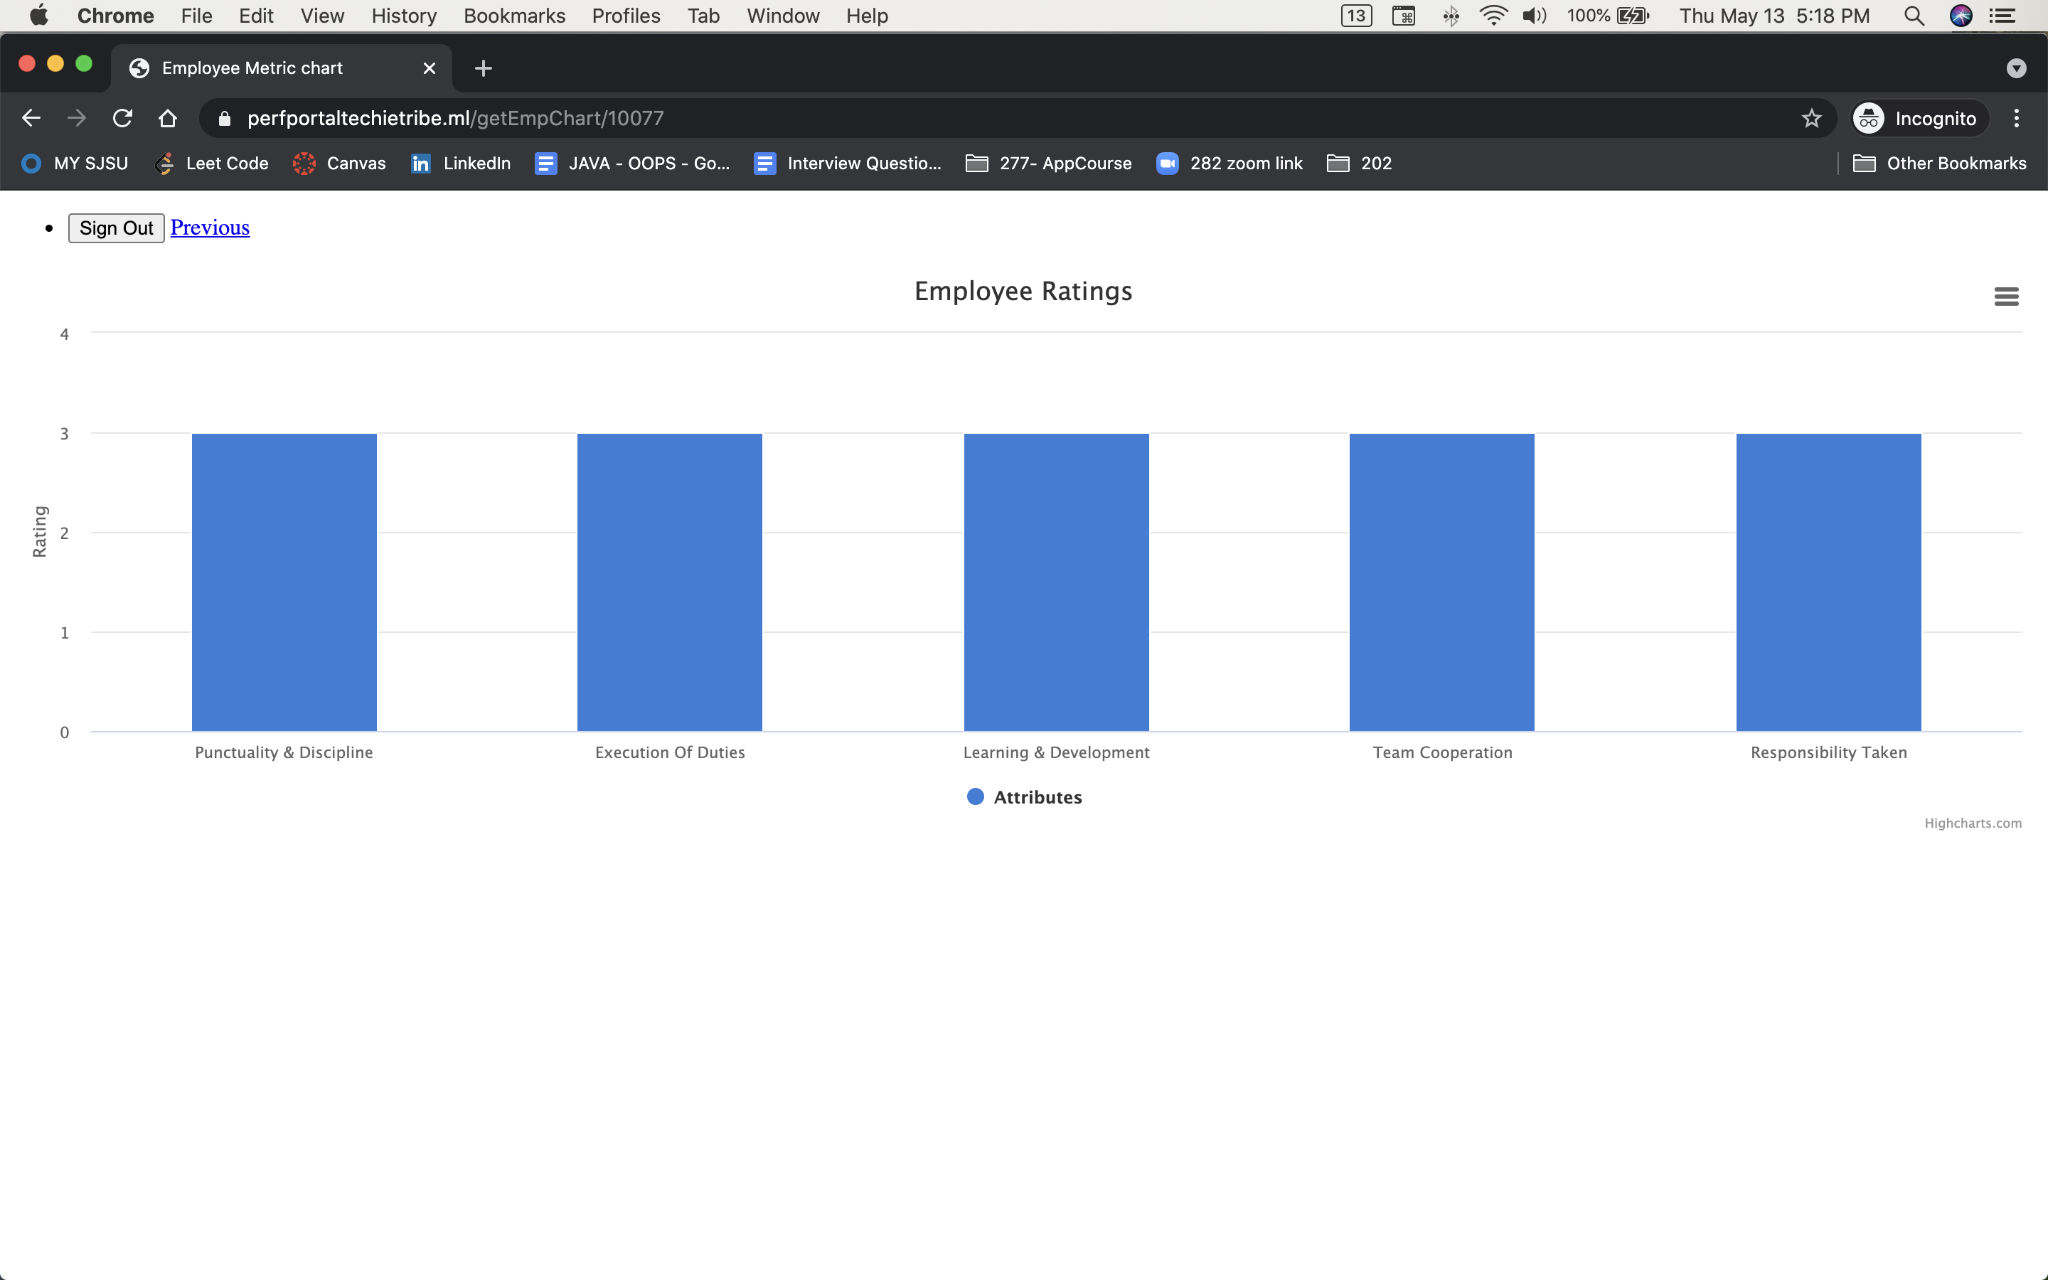 Chrome File Edit View History Bookmarks Profiles Tab Window Help 13 100% Thu May 13 5:18 PM
Employee Metric chart
perfportaltechietribe.ml/getEmpChart/10077 Incognito
MY SJSU Leet Code Canvas LinkedIn JAVA - OOPS - Go... Interview Questio... 277- AppCourse 282 zoom link 202 Other Bookmarks
Sign Out Previous
Employee Ratings
4
3
2
1
0
Rating
Punctuality & Discipline Execution Of Duties Learning & Development Team Cooperation Responsibility Taken
Attributes
Highcharts.com